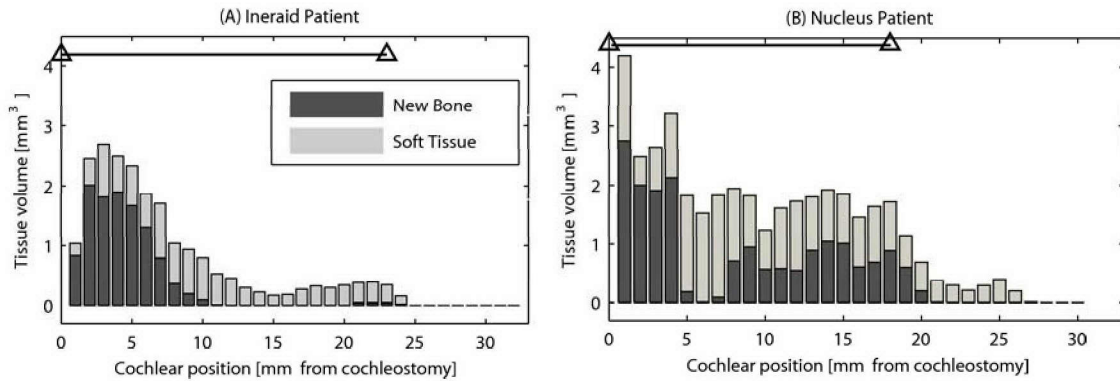 (A) Ineraid Patient
4
3
2
1
0
Tissue volume [mm³ ]
New Bone
Soft Tissue
0 5 10 15 20 25 30
Cochlear position [mm from cochleostomy]
(B) Nucleus Patient
4
3
2
1
0
Tissue volume [mm³ ]
0 5 10 15 20 25 30
Cochlear position [mm from cochleostomy]